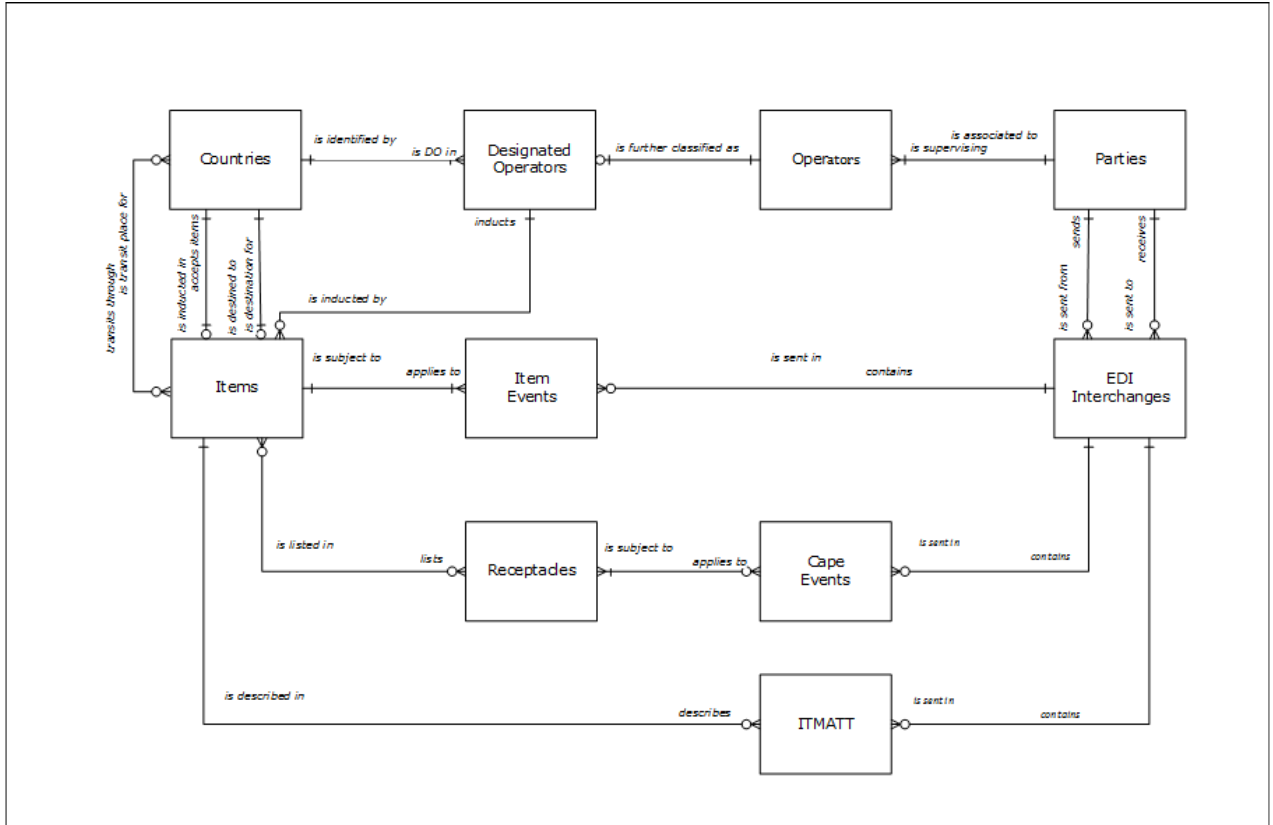 Countries
is identified by
is DO in
Designated
Operators
is further classified as
Operators
is associated to
is supervising
Parties
transits through
is transit place for
is inducted in
accepts items
is destined to
is destination for
inducts
is inducted by
is sent from
sends
is sent to
receives
Items
is subject to
applies to
Item
Events
is sent in
contains
EDI
Interchanges
is listed in
lists
Receptacles
is subject to
applies to
Cape
Events
is sent in
contains
is described in
describes
ITMATT
is sent in
contains